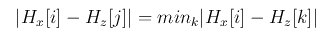 |H_x[i] − H_z[j]| = min_k|H_x[i] − H_z[k]|